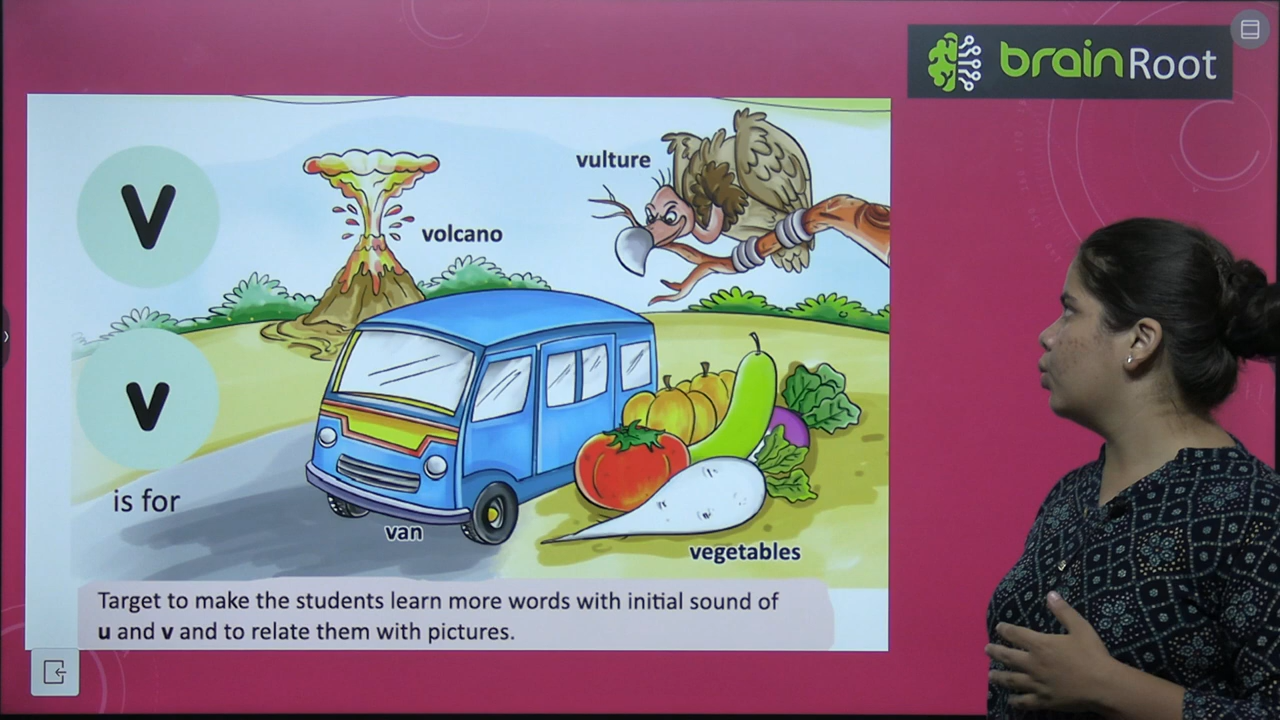 brainRoot
V
vulture
volcano
v
is for
van
vegetables
Target to make the students learn more words with initial sound of
u and v and to relate them with pictures.